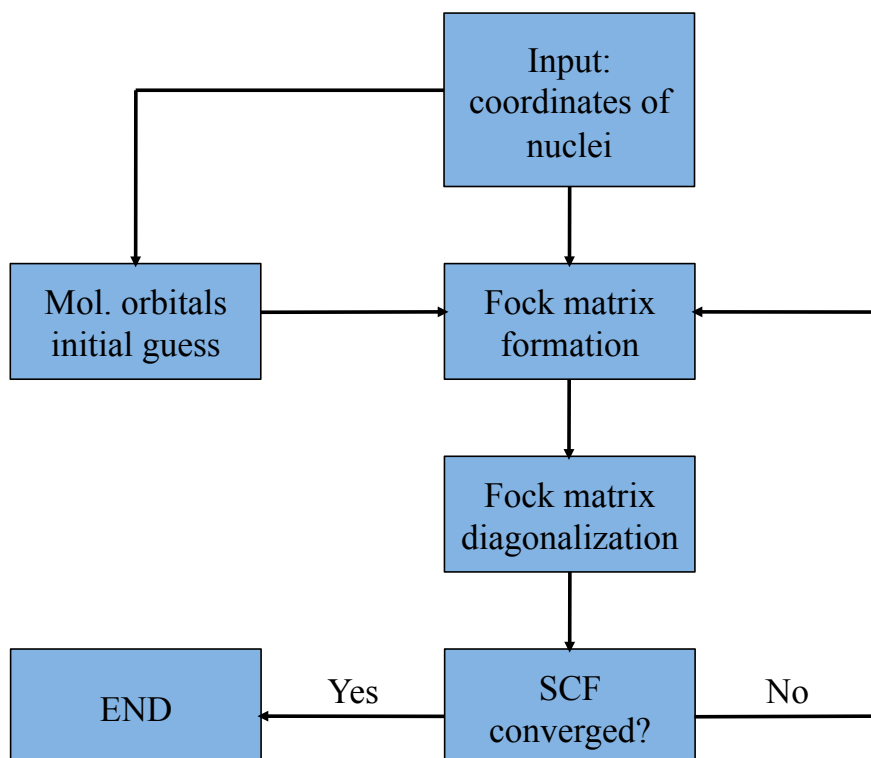 Input:
coordinates of
nuclei
Mol. orbitals
initial guess
Fock matrix
formation
Fock matrix
diagonalization
END
Yes
SCF
converged?
No